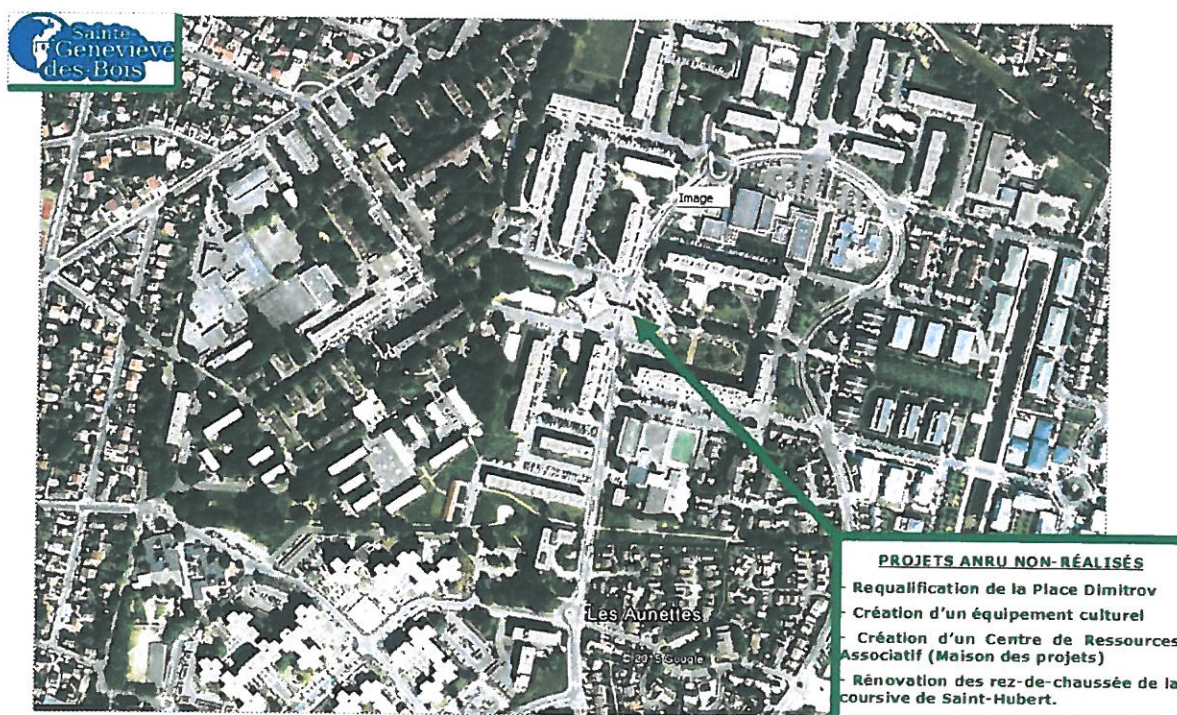 Sainte-
Geneviève
des-Bois
Image
Les Aunettes
© 2015 Google
PROJETS ANRU NON-RÉALISÉS
- Requalification de la Place Dimitrov
- Création d'un équipement culturel
- Création d'un Centre de Ressources
Associatif (Maison des projets)
- Rénovation des rez-de-chaussée de la
coursive de Saint-Hubert.